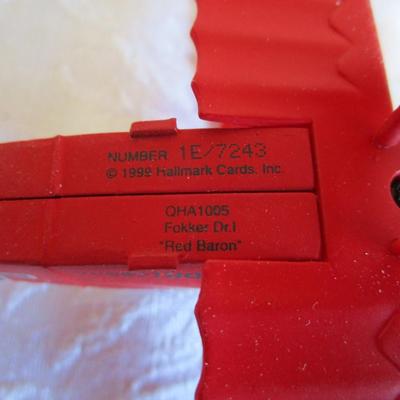 NUMBER 1E/7243
© 1999 Hallmark Cards, Inc.
QHA1005
Fokker Dr.I
"Red Baron"